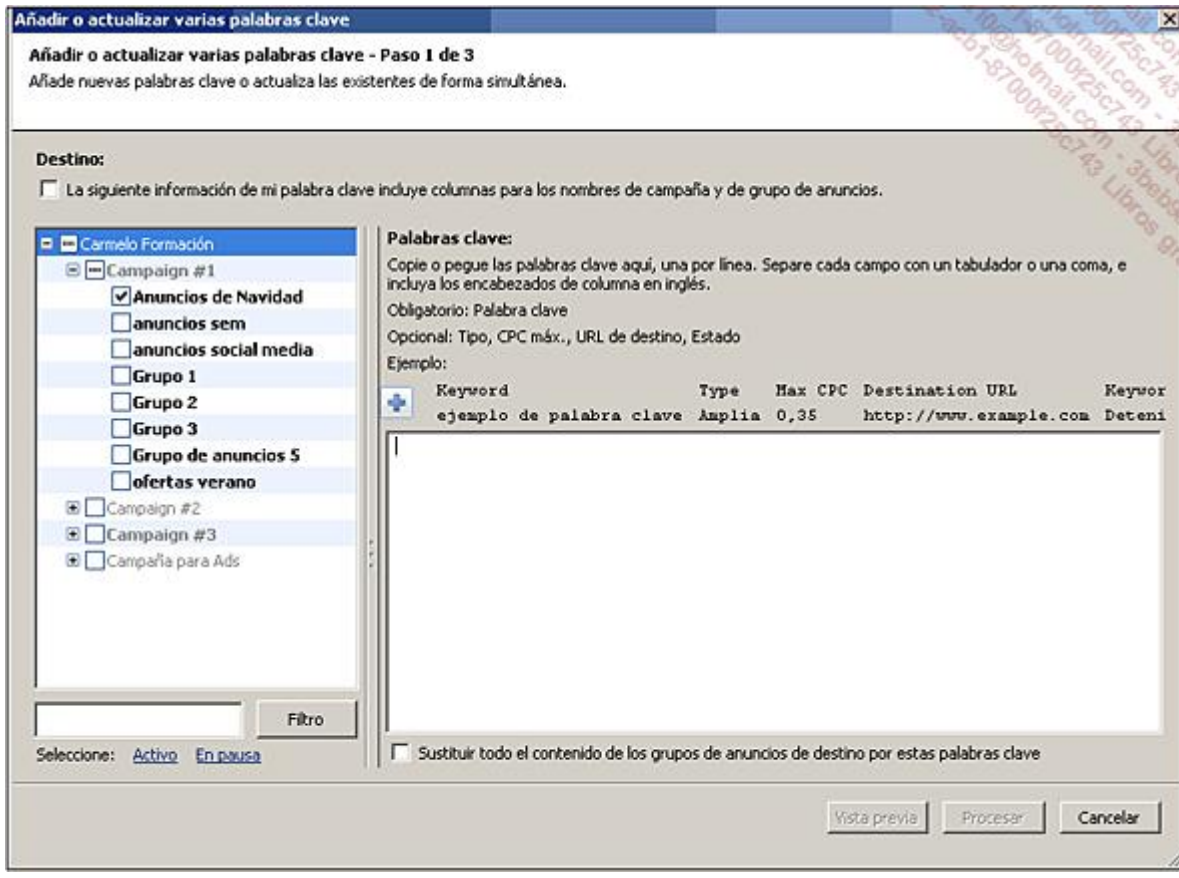 Añadir o actualizar varias palabras clave
Añadir o actualizar varias palabras clave - Paso 1 de 3
Añade nuevas palabras clave o actualiza las existentes de forma simultánea.
Destino:
La siguiente información de mi palabra clave incluye columnas para los nombres de campaña y de grupo de anuncios.
Carmelo Formación
Campaign #1
Anuncios de Navidad
anuncios sem
anuncios social media
Grupo 1
Grupo 2
Grupo 3
Grupo de anuncios 5
ofertas verano
Campaign #2
Campaign #3
Campaña para Ads
Filtro
Seleccione: Activo En pausa
Palabras clave:
Copie o pegue las palabras clave aquí, una por línea. Separe cada campo con un tabulador o una coma, e
incluya los encabezados de columna en inglés.
Obligatorio: Palabra clave
Opcional: Tipo, CPC máx., URL de destino, Estado
Ejemplo:
Keyword Type Max CPC Destination URL Keywor
ejemplo de palabra clave Amplia 0,35 http://www.example.com Deteni
Sustituir todo el contenido de los grupos de anuncios de destino por estas palabras clave
Vista previa Procesar Cancelar